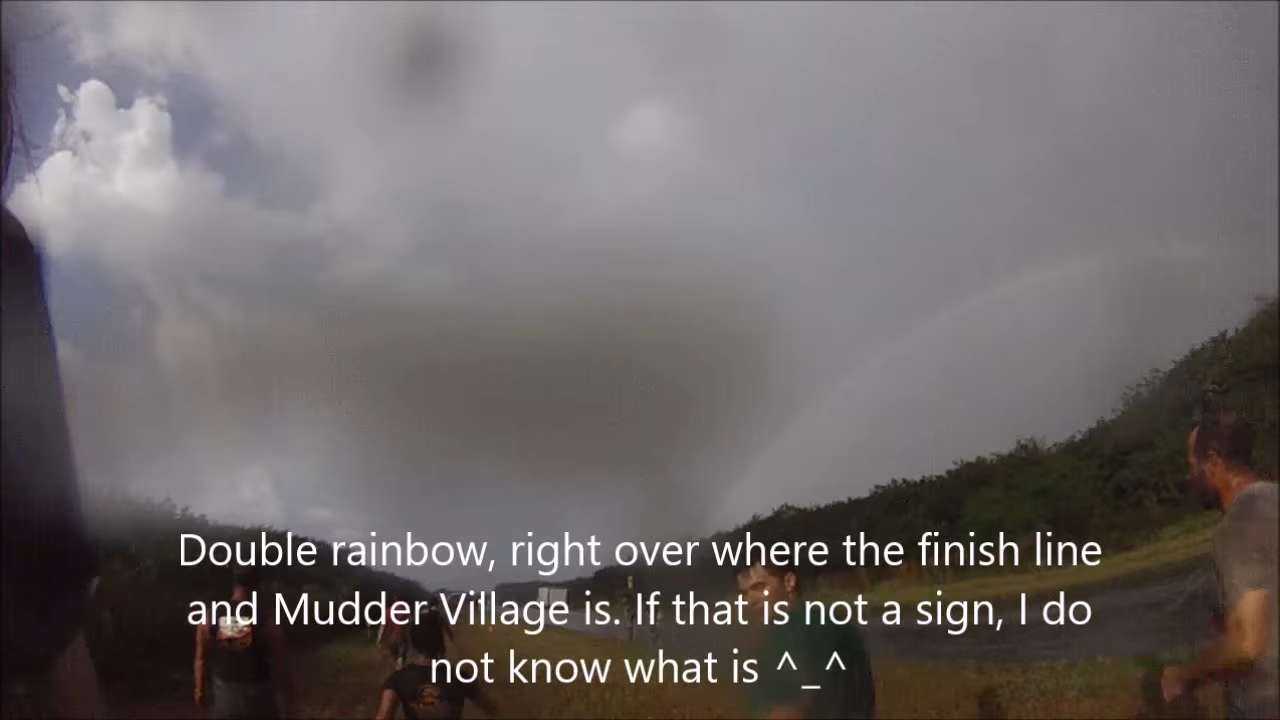 Double rainbow, right over where the finish line
and Mudder Village is. If that is not a sign, I do
not know what is ^_^